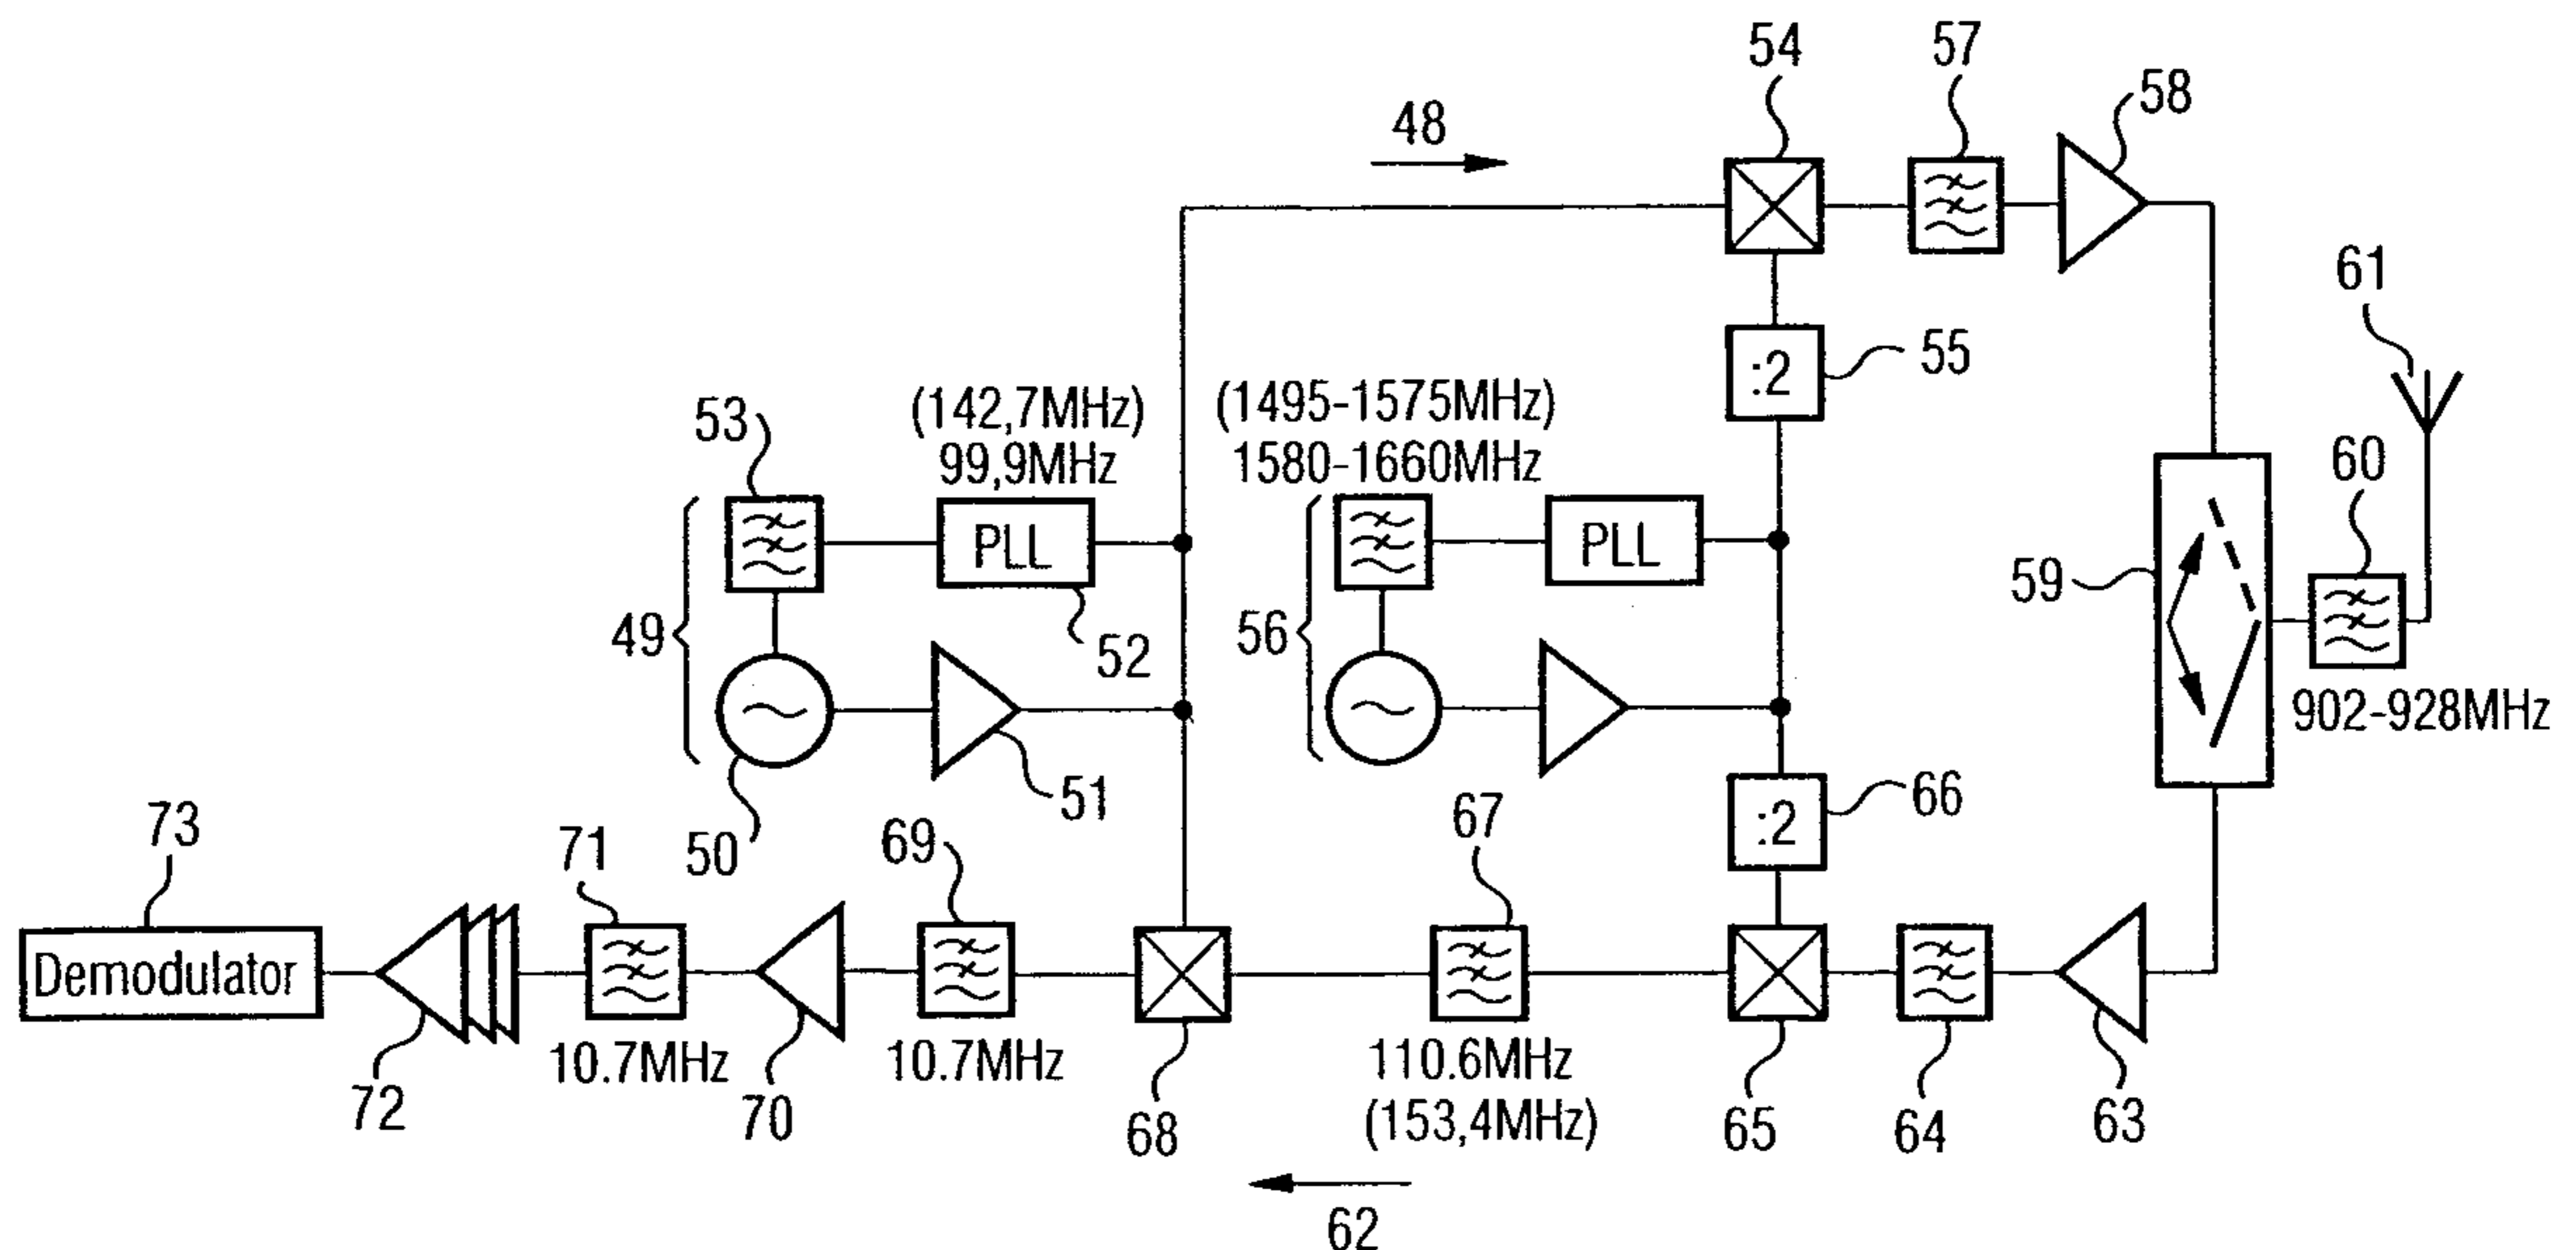 54
57
58
48
61
:2
55
(142,7MHz)
99,9MHz
(1495-1575MHz)
1580-1660MHz
53
60
PLL
PLL
59
49
52
56
902-928MHz
51
50
:2
66
73
71
69
67
Demodulator
10.7MHz
10.7MHz
110.6MHz
(153,4MHz)
72
70
68
65
64
63
62